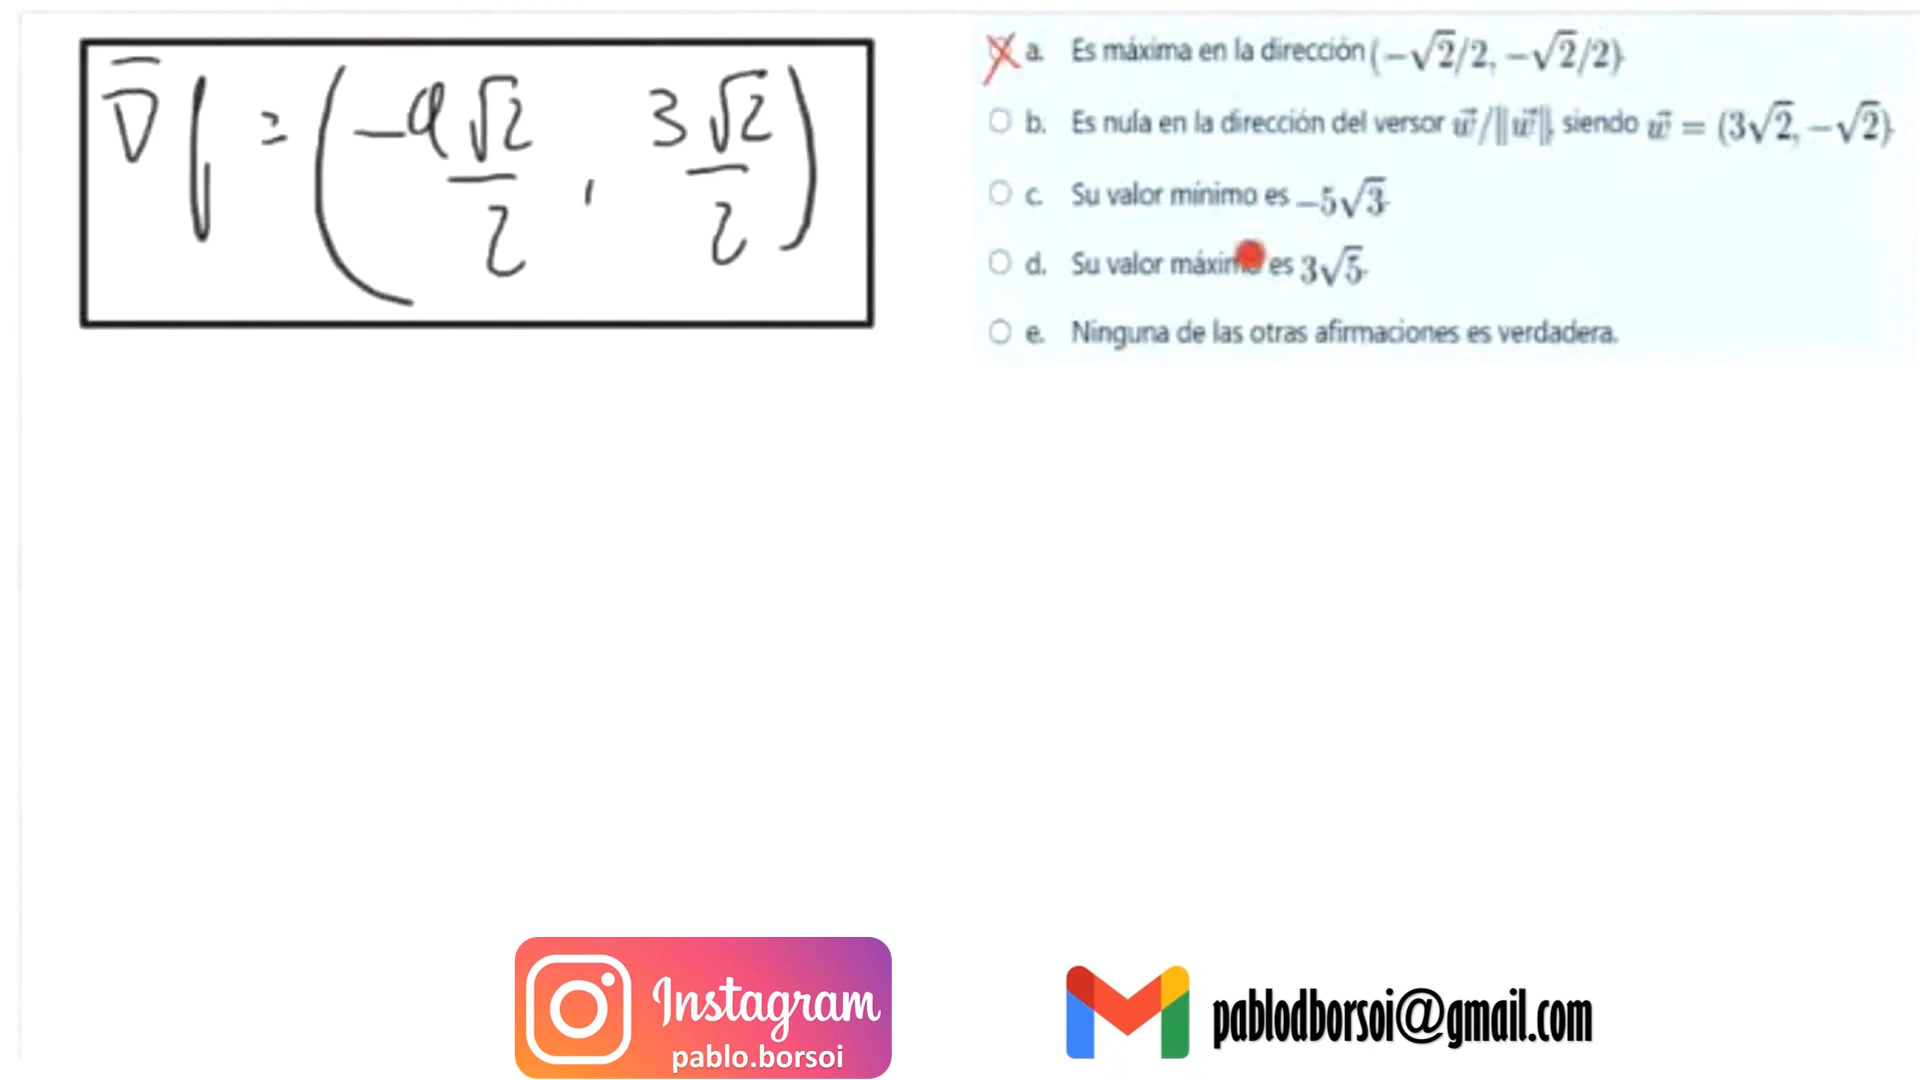 ∇f = (-9√2/2, 3√2/2)
a. Es máxima en la dirección (−√2/2, −√2/2).
b. Es nula en la dirección del versor w⃗/‖w⃗‖, siendo w⃗ = (3√2, −√2).
c. Su valor mínimo es −5√3.
d. Su valor máximo es 3√5.
e. Ninguna de las otras afirmaciones es verdadera.
Instagram
pablo.borsoi
pablodborsoi@gmail.com